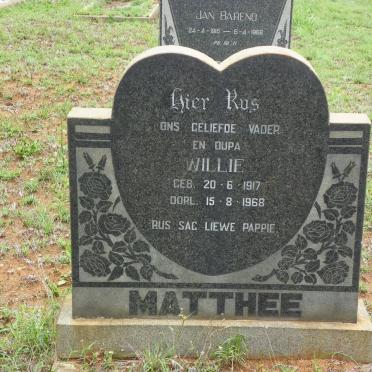 JAN BAREND
Hier Rus
ONS GELIEFDE VADER
EN OUPA
WILLIE
GEB. 20-6-1917
OORL. 15-8-1968
RUS SAG LIEWE PAPPIE.
MATTHEE